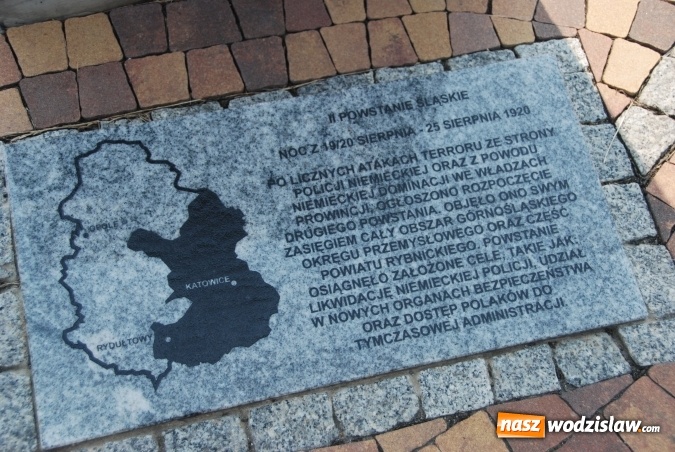 II POWSTANIE ŚLĄSKIE
NOC Z 19/20 SIERPNIA - 25 SIERPNIA 1920
PO LICZNYCH ATAKACH TERRORU ZE STRONY
POLICJI NIEMIECKIEJ ORAZ Z POWODU
NIEMIECKIEJ DOMINACJI WE WŁADZACH
PROWINCJI, OGŁOSZONO ROZPOCZĘCIE
DRUGIEGO POWSTANIA. OBJĘŁO ONO SWYM
ZASIĘGIEM CAŁY OBSZAR GÓRNOŚLĄSKIEGO
OKRĘGU PRZEMYSŁOWEGO ORAZ CZĘŚĆ
POWIATU RYBNICKIEGO. POWSTANIE
OSIĄGNĘŁO ZAŁOŻONE CELE, TAKIE JAK:
LIKWIDACJĘ NIEMIECKIEJ POLICJI, UDZIAŁ
W NOWYCH ORGANACH BEZPIECZEŃSTWA
ORAZ DOSTĘP POLAKÓW DO
TYMCZASOWEJ ADMINISTRACJI.
OPOLE
KATOWICE
RYDUŁTOWY
nasz wodzislaw.com